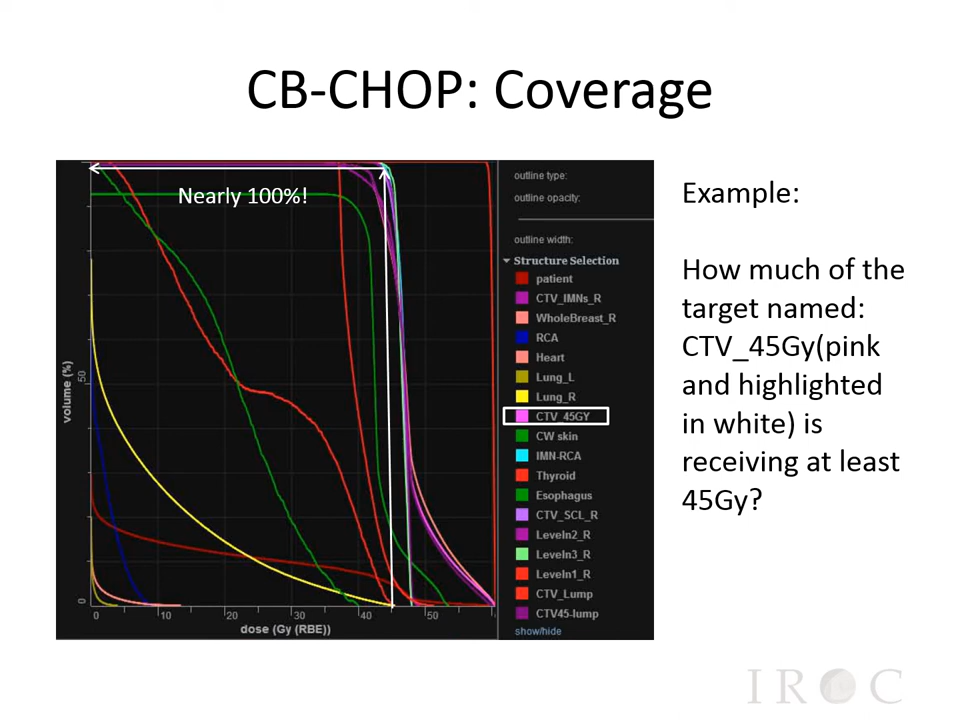 CB-CHOP: Coverage
Nearly 100%!
volume (%)
50
0
0 10 20 30 40 50
dose (Gy (RBE))
outline type:
outline opacity:
outline width:
Structure Selection
patient
CTV_IMNs_R
WholeBreast_R
RCA
Heart
Lung_L
Lung_R
CTV_45GY
CW skin
IMN-RCA
Thyroid
Esophagus
CTV_SCL_R
Leveln2_R
Leveln3_R
Leveln1_R
CTV_Lump
CTV45-lump
show/hide
Example:
How much of the
target named:
CTV_45Gy(pink
and highlighted
in white) is
receiving at least
45Gy?
IROC